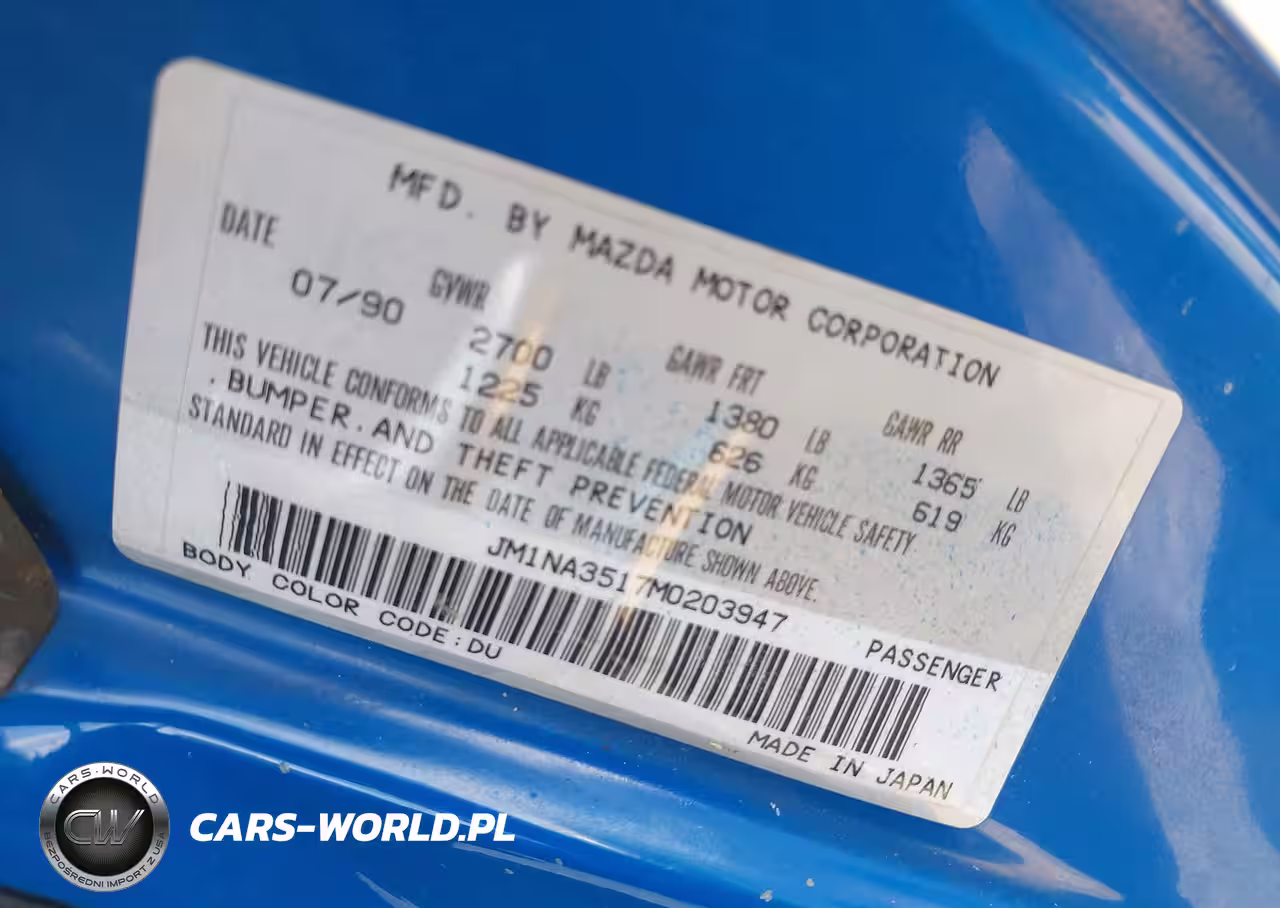 MFD. BY MAZDA MOTOR CORPORATION
DATE GVWR GAWR FRT GAWR RR
07/90 2700 LB 1380 LB 1365 LB
1225 KG 626 KG 619 KG
THIS VEHICLE CONFORMS TO ALL APPLICABLE FEDERAL MOTOR VEHICLE SAFETY
.BUMPER.AND THEFT PREVENTION
STANDARD IN EFFECT ON THE DATE OF MANUFACTURE SHOWN ABOVE.
JM1NA3517M0203947 PASSENGER
BODY COLOR CODE:DU MADE IN JAPAN
CARS-WORLD
CW
BEZPOŚREDNI IMPORT Z USA
CARS-WORLD.PL